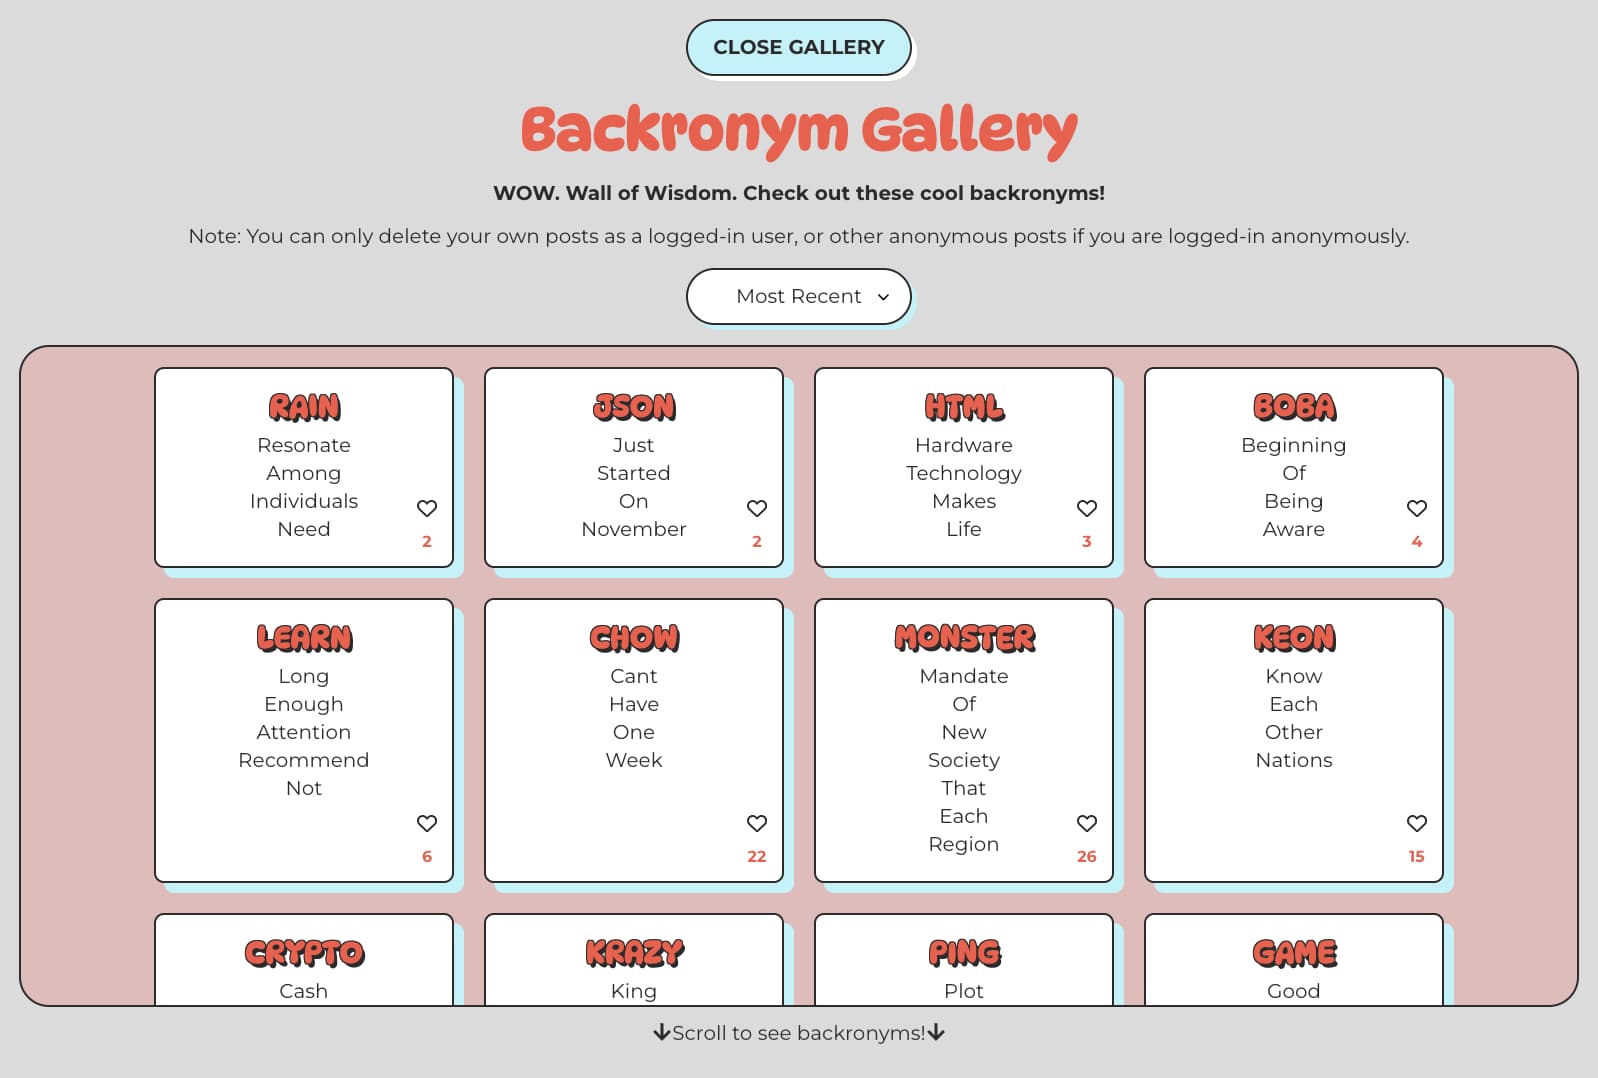 CLOSE GALLERY
Backronym Gallery
WOW. Wall of Wisdom. Check out these cool backronyms!
Note: You can only delete your own posts as a logged-in user, or other anonymous posts if you are logged-in anonymously.
Most Recent
RAIN
Resonate
Among
Individuals
Need
2
JSON
Just
Started
On
November
2
HTML
Hardware
Technology
Makes
Life
3
BOBA
Beginning
Of
Being
Aware
4
LEARN
Long
Enough
Attention
Recommend
Not
6
CHOW
Cant
Have
One
Week
22
MONSTER
Mandate
Of
New
Society
That
Each
Region
26
KEON
Know
Each
Other
Nations
15
CRYPTO
Cash
KRAZY
King
PING
Plot
GAME
Good
Scroll to see backronyms!